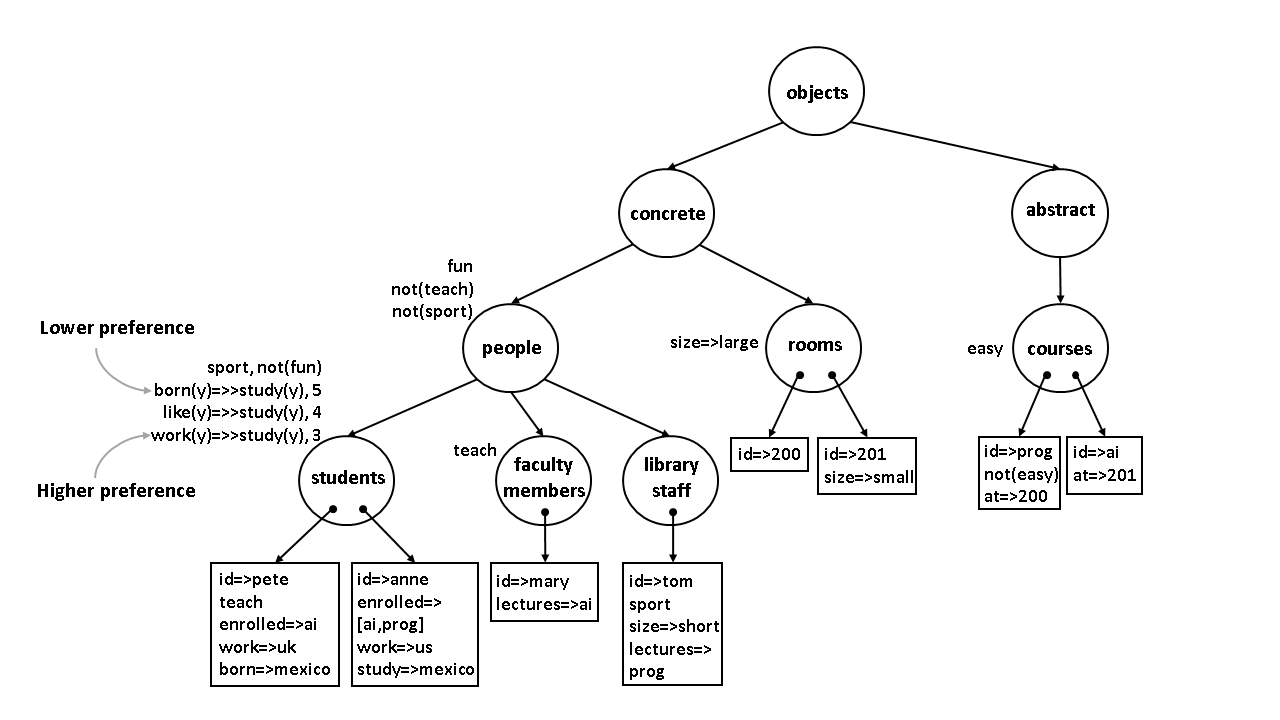 objects
concrete
abstract
fun
not(teach)
not(sport)
people
size=>large
rooms
easy
courses
Lower preference
sport, not(fun)
born(y)=>>study(y), 5
like(y)=>>study(y), 4
work(y)=>>study(y), 3
Higher preference
students
teach
faculty
members
library
staff
id=>200
id=>201
size=>small
id=>prog
not(easy)
at=>200
id=>ai
at=>201
id=>pete
teach
enrolled=>ai
work=>uk
born=>mexico
id=>anne
enrolled=>
[ai,prog]
work=>us
study=>mexico
id=>mary
lectures=>ai
id=>tom
sport
size=>short
lectures=>
prog